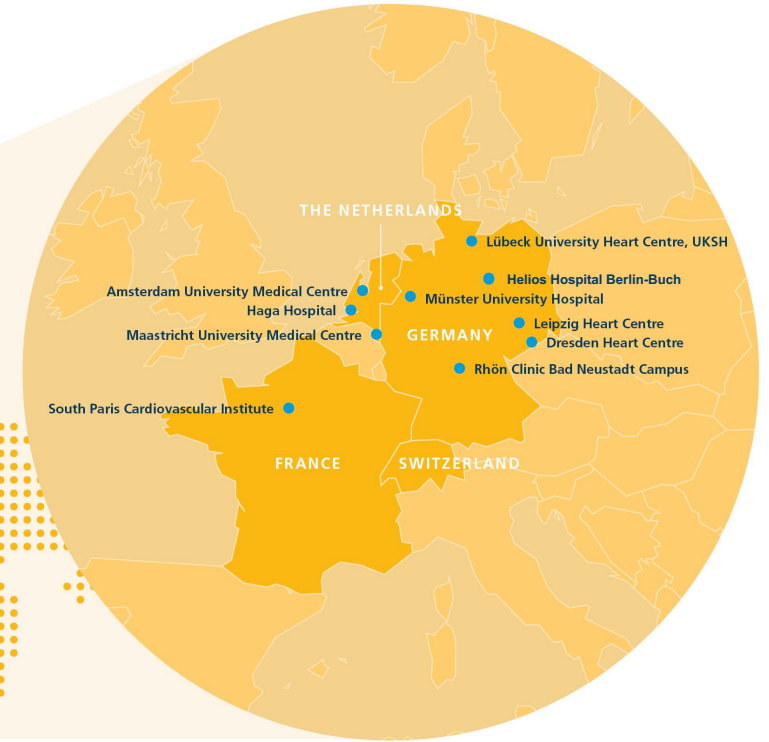 THE NETHERLANDS
Lübeck University Heart Centre, UKSH
Helios Hospital Berlin-Buch
Amsterdam University Medical Centre
Münster University Hospital
Haga Hospital
Leipzig Heart Centre
Maastricht University Medical Centre
GERMANY
Dresden Heart Centre
Rhön Clinic Bad Neustadt Campus
South Paris Cardiovascular Institute
FRANCE
SWITZERLAND